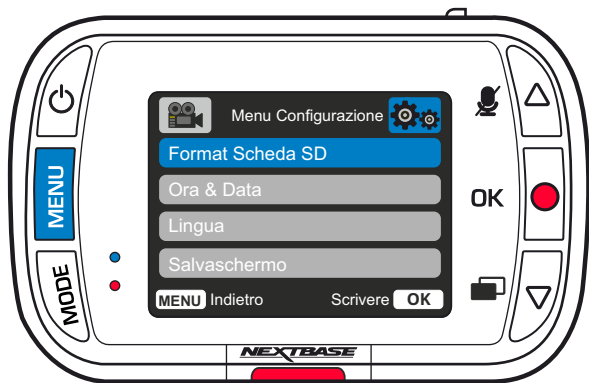 Menu Configurazione
Format Scheda SD
MENU
Ora & Data
OK
Lingua
Salvaschermo
MODE
MENU Indietro Scrivere OK
NEXTBASE